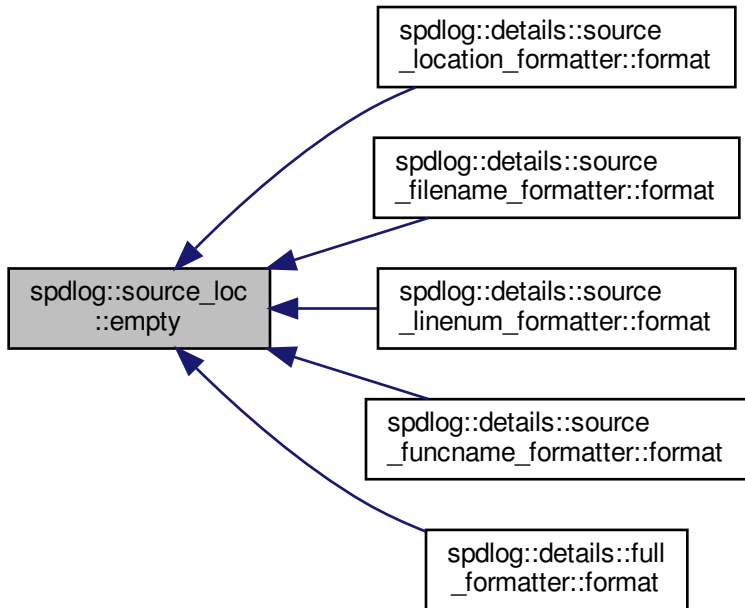 spdlog::details::source
_location_formatter::format
spdlog::details::source
_filename_formatter::format
spdlog::source_loc
::empty
spdlog::details::source
_linenum_formatter::format
spdlog::details::source
_funcname_formatter::format
spdlog::details::full
_formatter::format